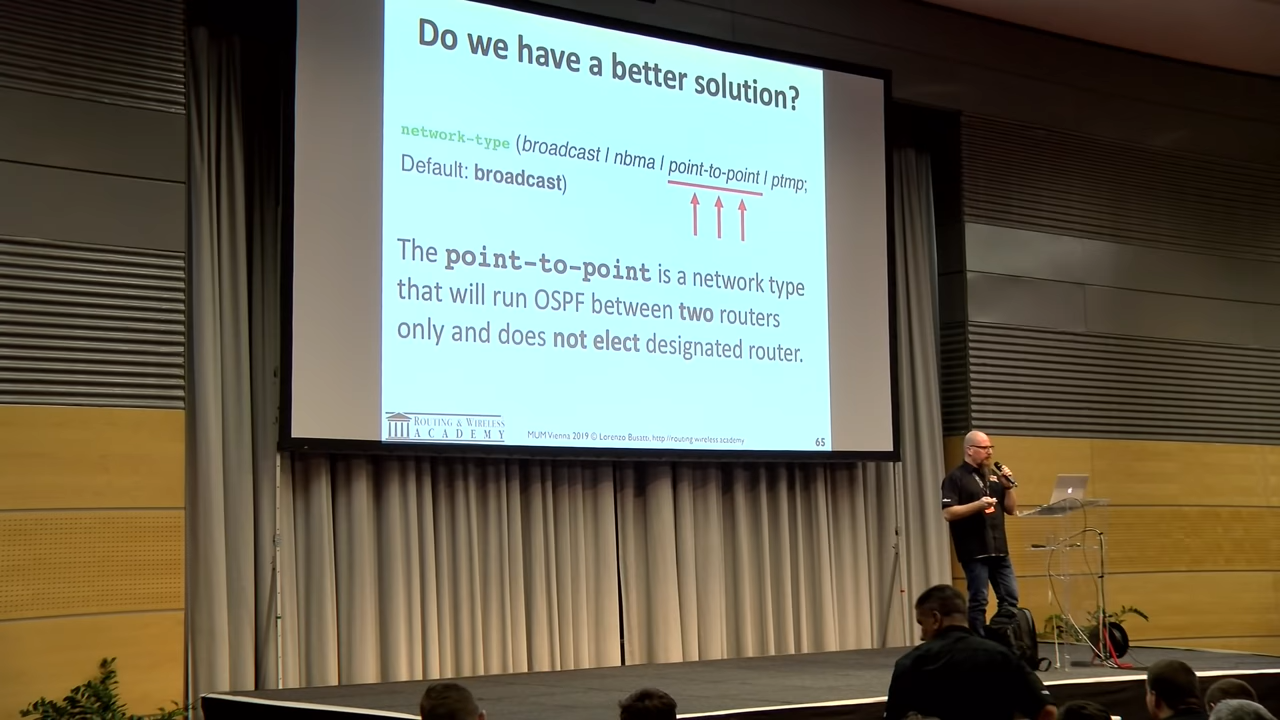 Do we have a better solution?
network-type (broadcast | nbma | point-to-point | ptmp;
Default: broadcast)
The point-to-point is a network type
that will run OSPF between two routers
only and does not elect designated router.
ROUTING & WIRELESS
ACADEMY
MUM Vienna 2019 © Lorenzo Busatti, http://routing.wireless.academy
65